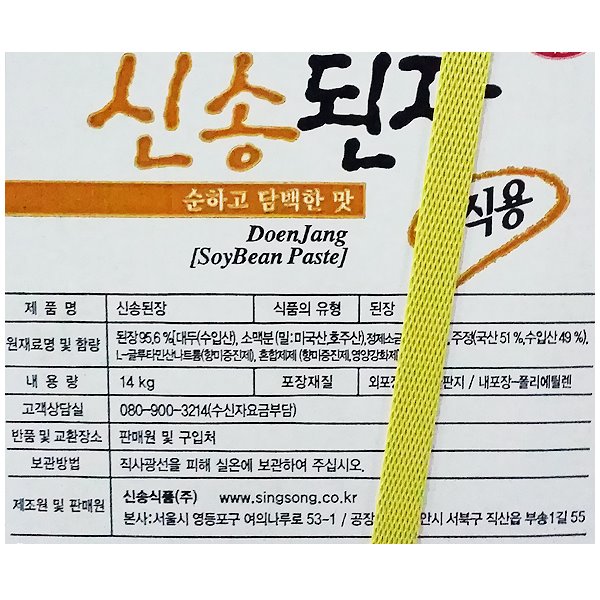 신송된장
순하고 담백한 맛
식용
DoenJang
[SoyBean Paste]
제 품 명 신송된장 식품의 유형 된장
원재료명 및 함량 된장95.6%[대두(수입산), 소맥분(밀:미국산,호주산),정제소금 주정(국산51%,수입산49%),
L-글루타민산나트륨(향미증진제), 혼합제제 (향미증진제,영양강화제
내 용 량 14 kg 포장재질 외포장 판지 / 내포장-폴리에틸렌
고객상담실 080-900-3214(수신자요금부담)
반품 및 교환장소 판매원 및 구입처
보관방법 직사광선을 피해 실온에 보관하여 주십시오.
제조원 및 판매원 신송식품(주) www.singsong.co.kr
본사:서울시 영등포구 여의나루로 53-1 / 공장 안시 서북구 직산읍 부송1길 55